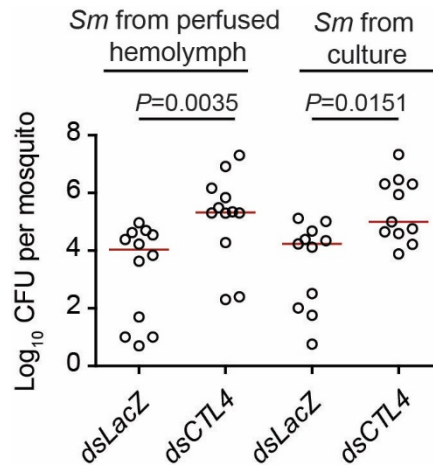 Sm from perfused hemolymph
Sm from culture
P=0.0035
P=0.0151
Log₁₀ CFU per mosquito
8
6
4
2
0
dsLacZ
dsCTL4
dsLacZ
dsCTL4